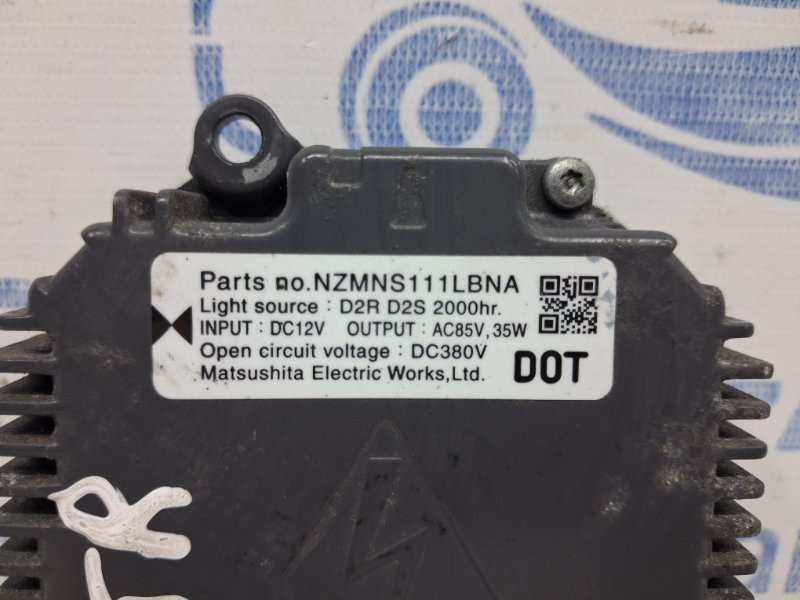 Parts no.NZMNS111LBNA
Light source : D2R D2S 2000hr.
INPUT : DC12V OUTPUT : AC85V, 35W
Open circuit voltage : DC380V
Matsushita Electric Works,Ltd.
DOT